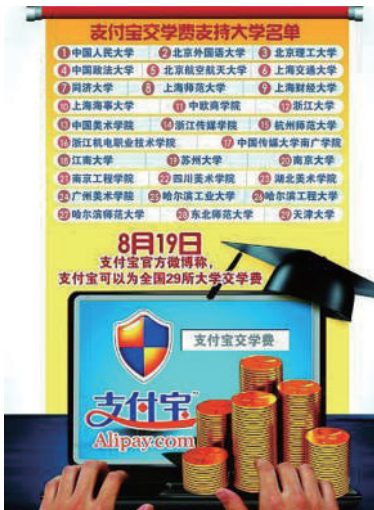 支付宝交学费支持大学名单
1 中国人民大学 2 北京外国语大学 3 北京理工大学
4 中国政法大学 5 北京航空航天大学 6 上海交通大学
7 同济大学 8 上海师范大学 9 上海财经大学
10 上海海事大学 11 中欧商学院 12 浙江大学
13 中国美术学院 14 浙江传媒学院 15 杭州师范大学
16 浙江机电职业技术学院 17 中国传媒大学南广学院
18 江南大学 19 苏州大学 20 南京大学
21 南京工程学院 22 四川美术学院 23 湖北美术学院
24 广州美术学院 25 哈尔滨工业大学 26 哈尔滨工程大学
27 哈尔滨师范大学 28 东北师范大学 29 天津大学
8月19日
支付宝官方微博称，
支付宝可以为全国29所大学交学费
支付宝交学费
支付宝
Alipay.com